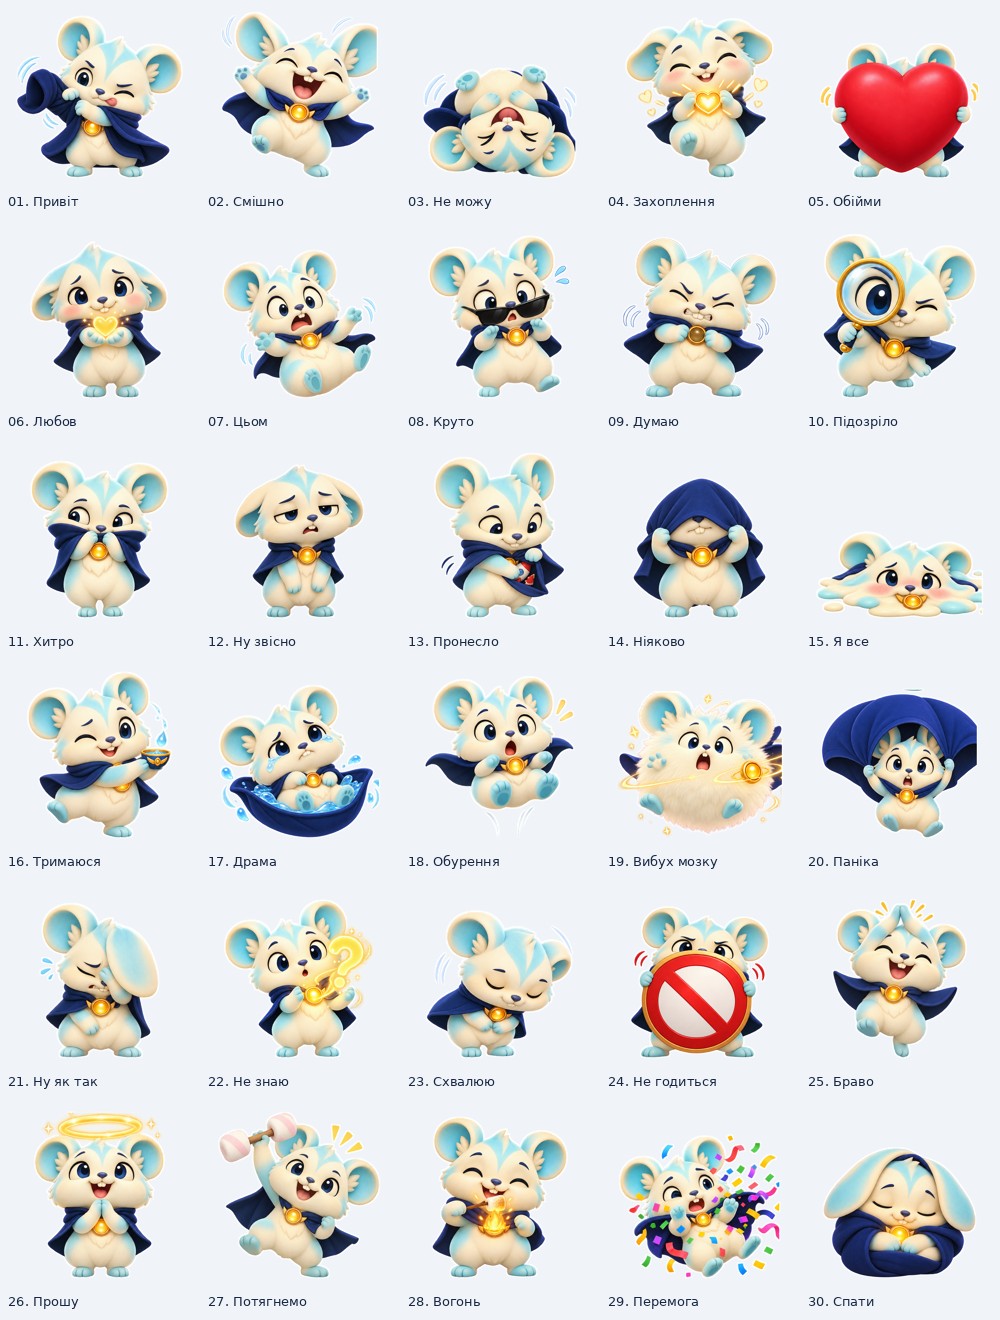 01. Привіт
02. Смішно
03. Не можу
04. Захоплення
05. Обійми
06. Любов
07. Цьом
08. Круто
09. Думаю
10. Підозріло
11. Хитро
12. Ну звісно
13. Пронесло
14. Ніяково
15. Я все
16. Тримаюся
17. Драма
18. Обурення
19. Вибух мозку
20. Паніка
21. Ну як так
22. Не знаю
23. Схвалюю
24. Не годиться
25. Браво
26. Прошу
27. Потягнемо
28. Вогонь
29. Перемога
30. Спати